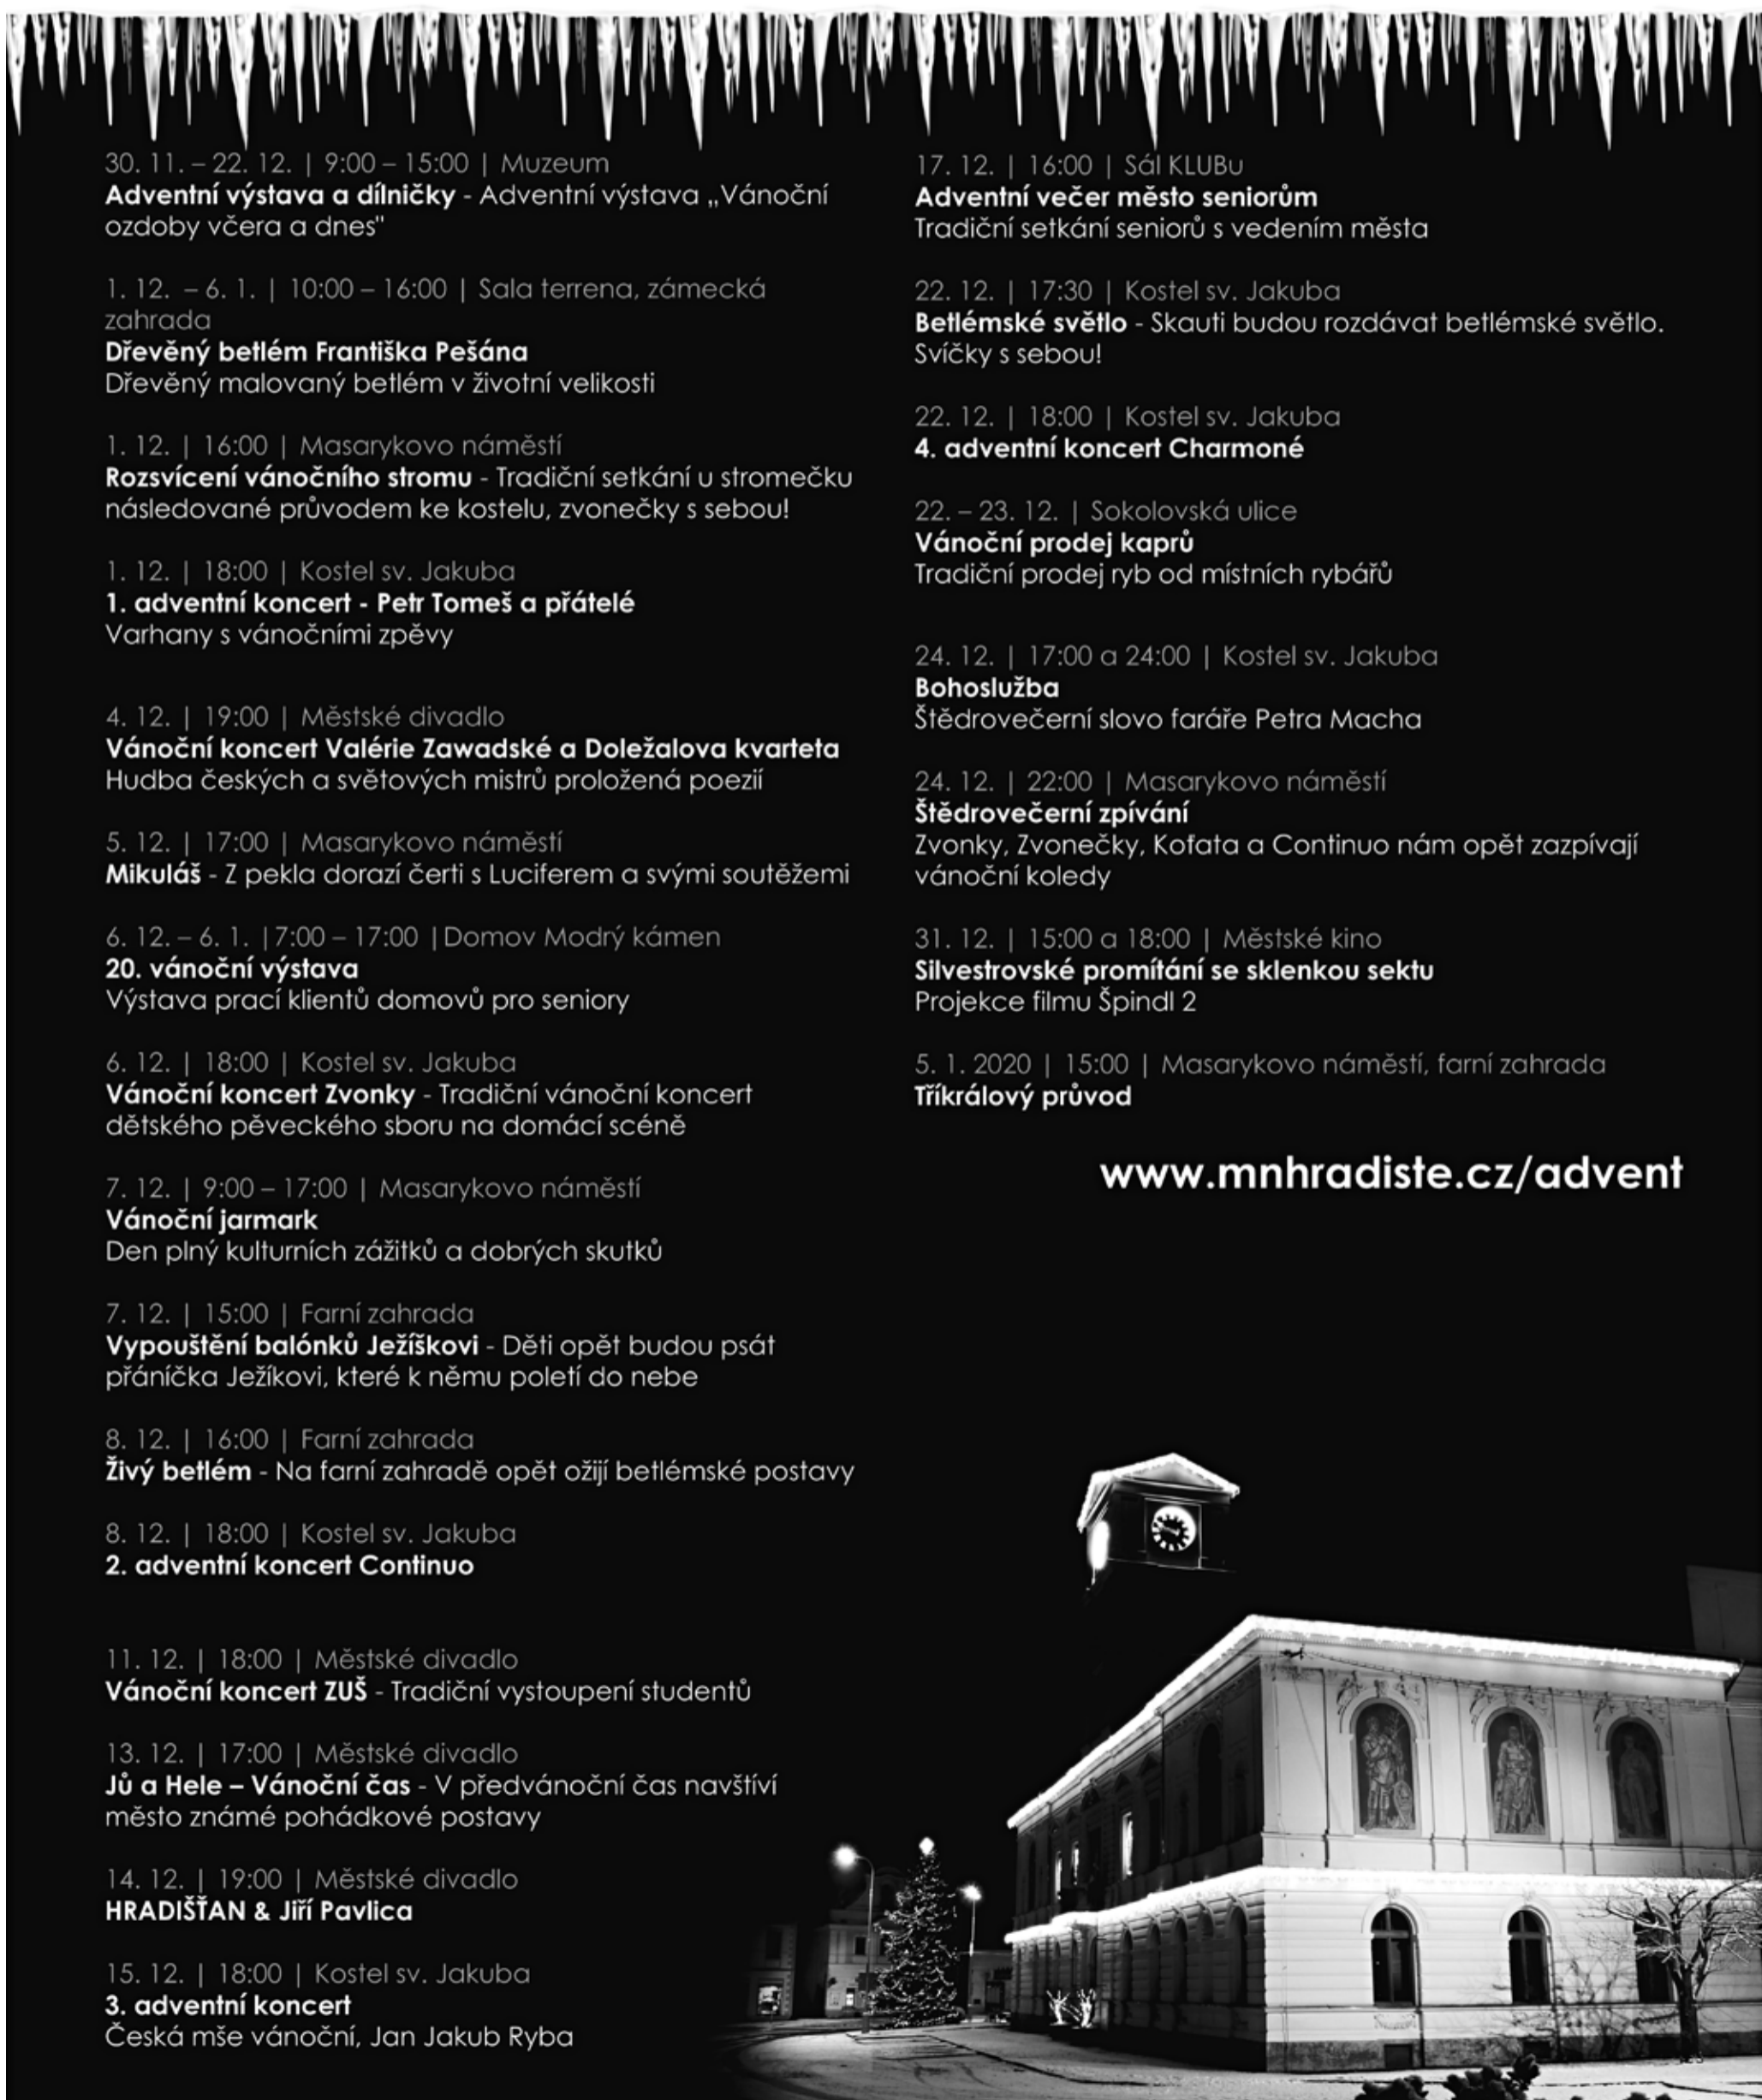 30. 11. – 22. 12. | 9:00 – 15:00 | Muzeum
Adventní výstava a dílničky - Adventní výstava „Vánoční
ozdoby včera a dnes"
1. 12. – 6. 1. | 10:00 – 16:00 | Sala terrena, zámecká
zahrada
Dřevěný betlém Františka Pešána
Dřevěný malovaný betlém v životní velikosti
1. 12. | 16:00 | Masarykovo náměstí
Rozsvícení vánočního stromu - Tradiční setkání u stromečku
následované průvodem ke kostelu, zvonečky s sebou!
1. 12. | 18:00 | Kostel sv. Jakuba
1. adventní koncert - Petr Tomeš a přátelé
Varhany s vánočními zpěvy
4. 12. | 19:00 | Městské divadlo
Vánoční koncert Valérie Zawadské a Doležalova kvarteta
Hudba českých a světových mistrů proložená poezií
5. 12. | 17:00 | Masarykovo náměstí
Mikuláš - Z pekla dorazí čerti s Luciferem a svými soutěžemi
6. 12. – 6. 1. |7:00 – 17:00 |Domov Modrý kámen
20. vánoční výstava
Výstava prací klientů domovů pro seniory
6. 12. | 18:00 | Kostel sv. Jakuba
Vánoční koncert Zvonky - Tradiční vánoční koncert
dětského pěveckého sboru na domácí scéně
7. 12. | 9:00 – 17:00 | Masarykovo náměstí
Vánoční jarmark
Den plný kulturních zážitků a dobrých skutků
7. 12. | 15:00 | Farní zahrada
Vypouštění balónků Ježíškovi - Děti opět budou psát
přáníčka Ježíkovi, které k němu poletí do nebe
8. 12. | 16:00 | Farní zahrada
Živý betlém - Na farní zahradě opět ožijí betlémské postavy
8. 12. | 18:00 | Kostel sv. Jakuba
2. adventní koncert Continuo
11. 12. | 18:00 | Městské divadlo
Vánoční koncert ZUŠ - Tradiční vystoupení studentů
13. 12. | 17:00 | Městské divadlo
Jů a Hele – Vánoční čas - V předvánoční čas navštíví
město známé pohádkové postavy
14. 12. | 19:00 | Městské divadlo
HRADIŠŤAN & Jiří Pavlica
15. 12. | 18:00 | Kostel sv. Jakuba
3. adventní koncert
Česká mše vánoční, Jan Jakub Ryba
17. 12. | 16:00 | Sál KLUBu
Adventní večer město seniorům
Tradiční setkání seniorů s vedením města
22. 12. | 17:30 | Kostel sv. Jakuba
Betlémské světlo - Skauti budou rozdávat betlémské světlo.
Svíčky s sebou!
22. 12. | 18:00 | Kostel sv. Jakuba
4. adventní koncert Charmoné
22. – 23. 12. | Sokolovská ulice
Vánoční prodej kaprů
Tradiční prodej ryb od místních rybářů
24. 12. | 17:00 a 24:00 | Kostel sv. Jakuba
Bohoslužba
Štědrovečerní slovo faráře Petra Macha
24. 12. | 22:00 | Masarykovo náměstí
Štědrovečerní zpívání
Zvonky, Zvonečky, Koťata a Continuo nám opět zazpívají
vánoční koledy
31. 12. | 15:00 a 18:00 | Městské kino
Silvestrovské promítání se sklenkou sektu
Projekce filmu Špindl 2
5. 1. 2020 | 15:00 | Masarykovo náměstí, farní zahrada
Tříkrálový průvod
www.mnhradiste.cz/advent